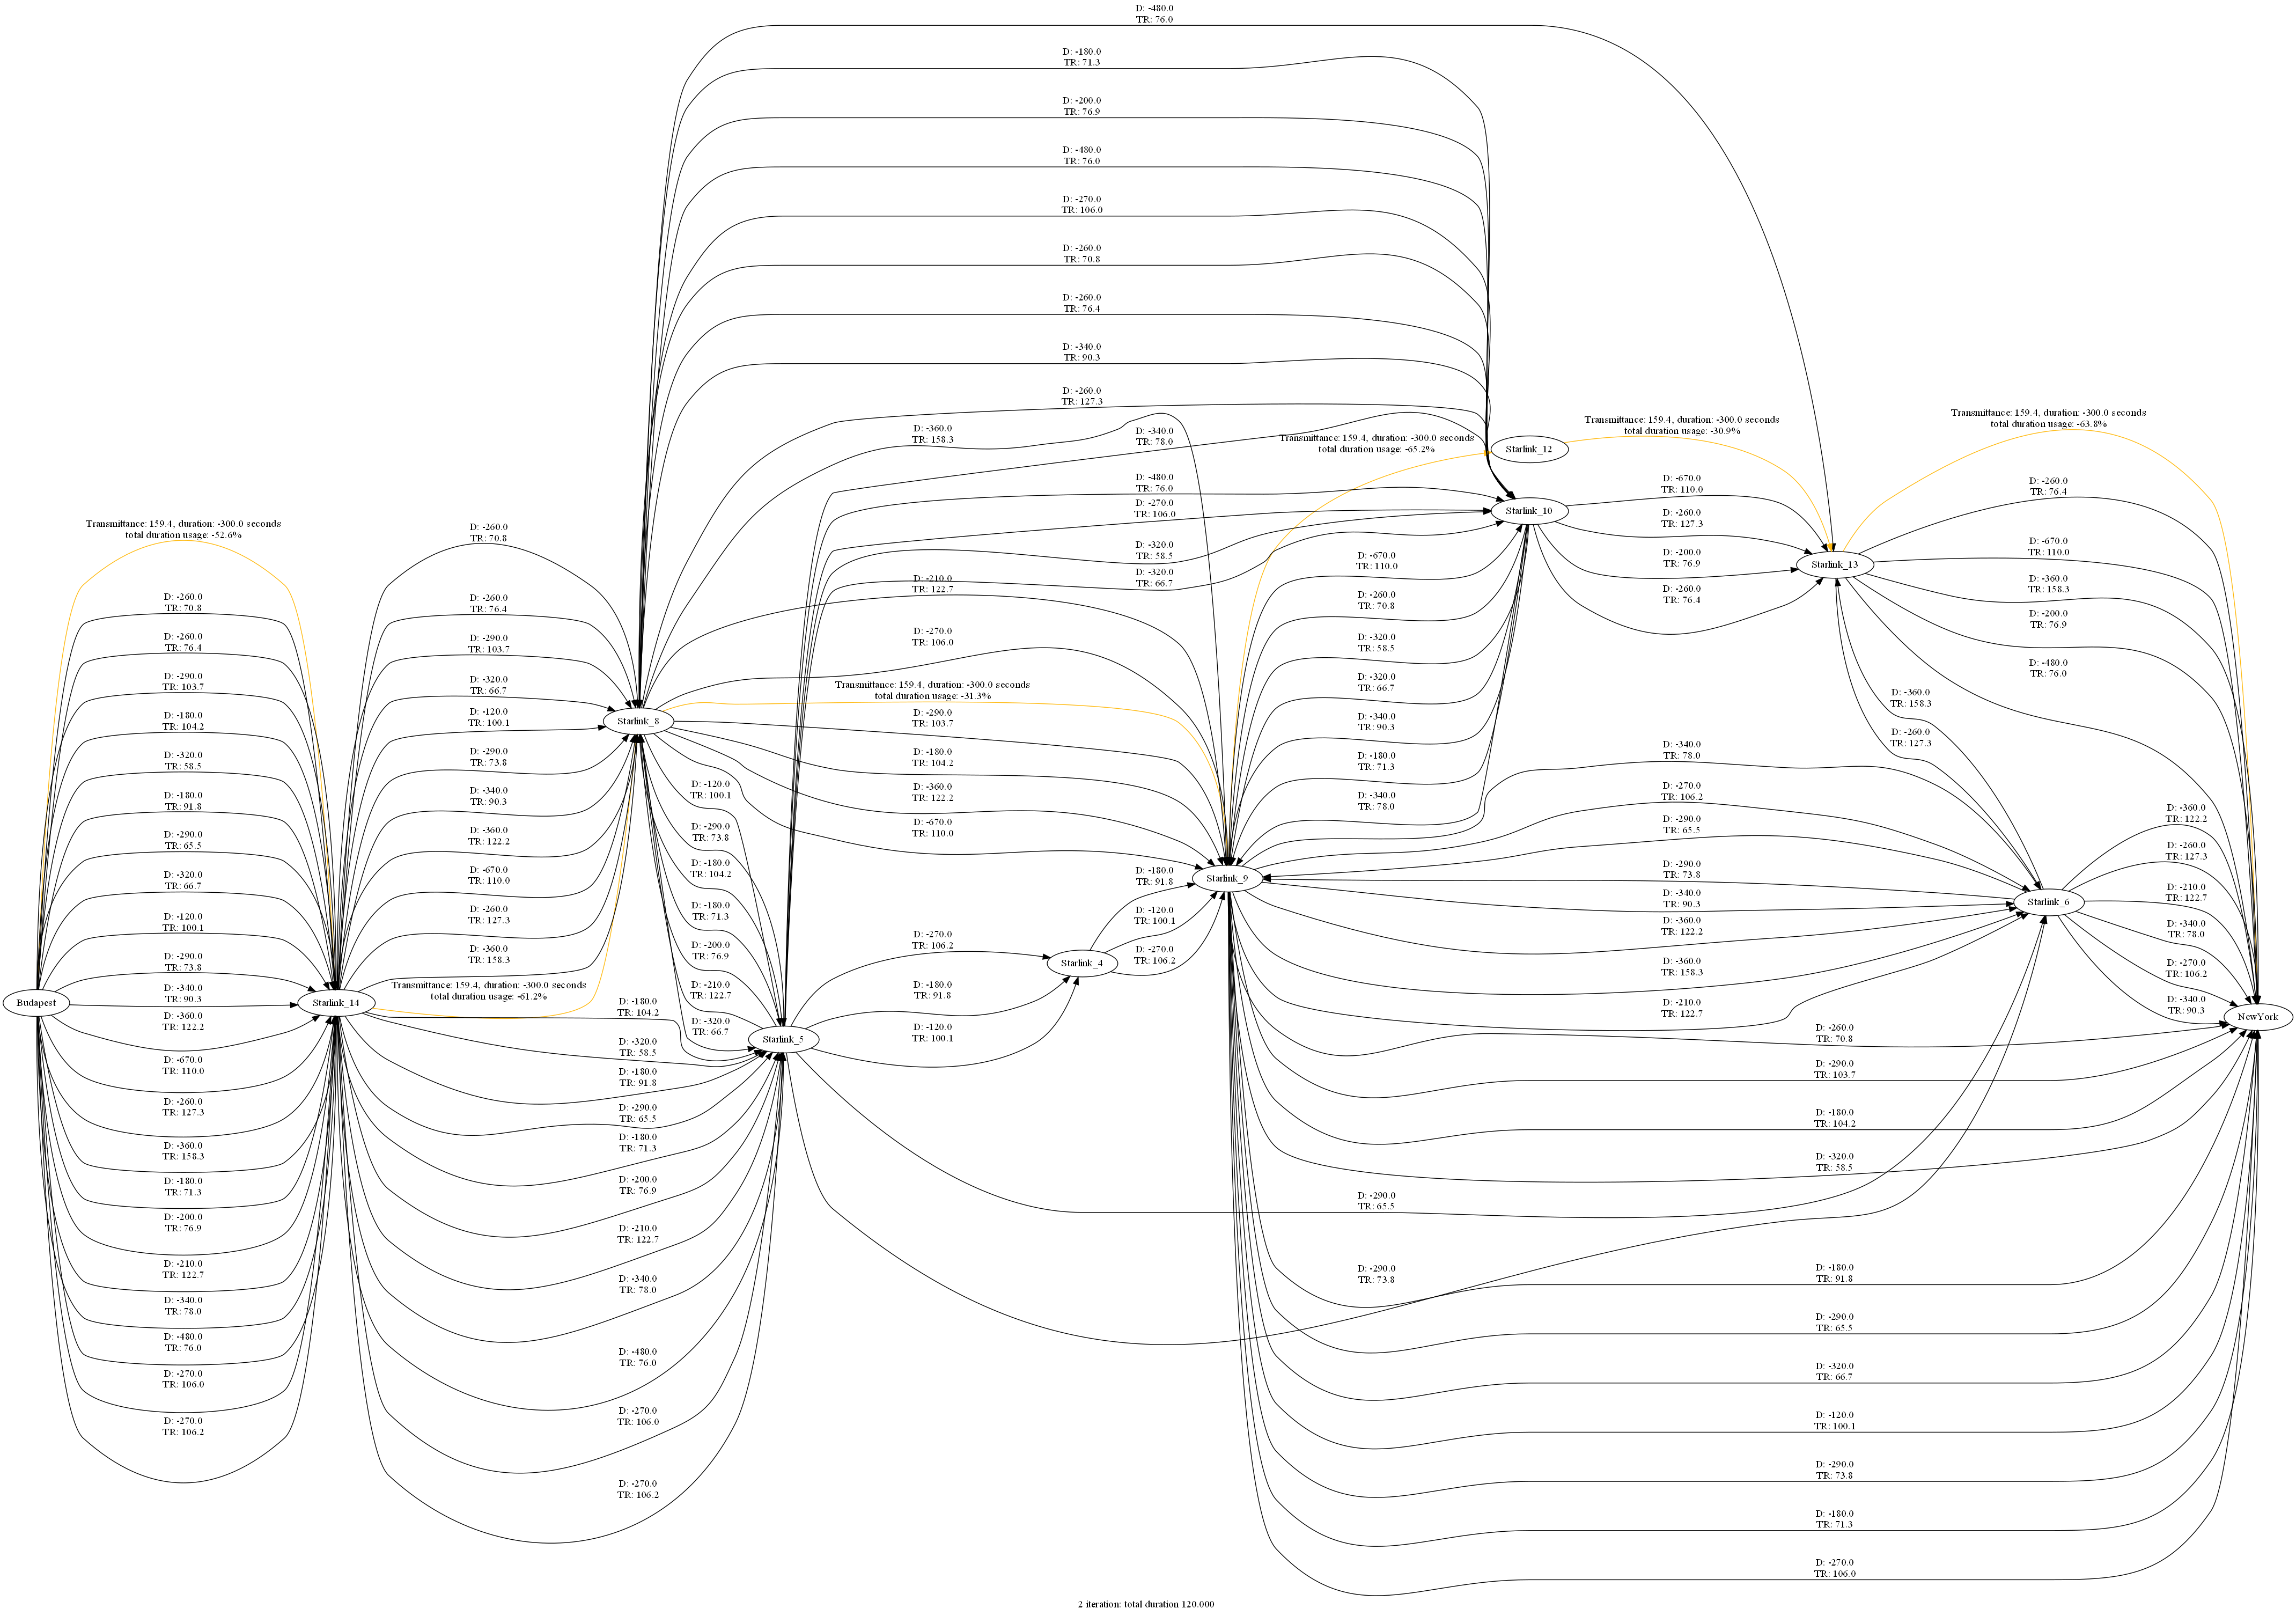 D: -480.0
TR: 76.0
D: -180.0
TR: 71.3
D: -200.0
TR: 76.9
D: -480.0
TR: 76.0
D: -270.0
TR: 106.0
D: -260.0
TR: 70.8
D: -260.0
TR: 76.4
D: -340.0
TR: 90.3
D: -260.0
TR: 127.3
D: -360.0
TR: 158.3
D: -340.0
TR: 78.0
Transmittance: 159.4, duration: -300.0 seconds
total duration usage: -65.2%
Starlink_12
Transmittance: 159.4, duration: -300.0 seconds
total duration usage: -30.9%
Transmittance: 159.4, duration: -300.0 seconds
total duration usage: -63.8%
D: -480.0
TR: 76.0
D: -270.0
TR: 106.0
D: -320.0
TR: 58.5
D: -320.0
TR: 66.7
Starlink_10
D: -670.0
TR: 110.0
D: -260.0
TR: 127.3
D: -200.0
TR: 76.9
D: -260.0
TR: 76.4
Starlink_13
D: -260.0
TR: 76.4
D: -670.0
TR: 110.0
D: -360.0
TR: 158.3
D: -200.0
TR: 76.9
D: -480.0
TR: 76.0
Transmittance: 159.4, duration: -300.0 seconds
total duration usage: -52.6%
D: -260.0
TR: 70.8
D: -260.0
TR: 76.4
D: -290.0
TR: 103.7
D: -180.0
TR: 104.2
D: -320.0
TR: 58.5
D: -180.0
TR: 91.8
D: -290.0
TR: 65.5
D: -320.0
TR: 66.7
D: -120.0
TR: 100.1
D: -290.0
TR: 73.8
D: -340.0
TR: 90.3
D: -360.0
TR: 122.2
D: -670.0
TR: 110.0
D: -260.0
TR: 127.3
D: -360.0
TR: 158.3
D: -180.0
TR: 71.3
D: -200.0
TR: 76.9
D: -210.0
TR: 122.7
D: -340.0
TR: 78.0
D: -480.0
TR: 76.0
D: -270.0
TR: 106.0
D: -270.0
TR: 106.2
Budapest
Starlink_14
D: -260.0
TR: 70.8
D: -260.0
TR: 76.4
D: -290.0
TR: 103.7
D: -320.0
TR: 66.7
D: -120.0
TR: 100.1
D: -290.0
TR: 73.8
D: -340.0
TR: 90.3
D: -360.0
TR: 122.2
D: -670.0
TR: 110.0
D: -260.0
TR: 127.3
D: -360.0
TR: 158.3
Transmittance: 159.4, duration: -300.0 seconds
total duration usage: -61.2%
Starlink_8
D: -180.0
TR: 104.2
D: -320.0
TR: 58.5
D: -180.0
TR: 91.8
D: -290.0
TR: 65.5
D: -180.0
TR: 71.3
D: -200.0
TR: 76.9
D: -210.0
TR: 122.7
D: -340.0
TR: 78.0
D: -480.0
TR: 76.0
D: -270.0
TR: 106.0
D: -270.0
TR: 106.2
D: -120.0
TR: 100.1
D: -290.0
TR: 73.8
D: -180.0
TR: 104.2
D: -180.0
TR: 71.3
D: -200.0
TR: 76.9
D: -210.0
TR: 122.7
D: -320.0
TR: 66.7
Starlink_5
D: -210.0
TR: 122.7
D: -270.0
TR: 106.0
Transmittance: 159.4, duration: -300.0 seconds
total duration usage: -31.3%
D: -290.0
TR: 103.7
D: -180.0
TR: 104.2
D: -360.0
TR: 122.2
D: -670.0
TR: 110.0
D: -270.0
TR: 106.2
D: -180.0
TR: 91.8
D: -120.0
TR: 100.1
Starlink_4
D: -180.0
TR: 91.8
D: -120.0
TR: 100.1
D: -270.0
TR: 106.2
Starlink_9
D: -670.0
TR: 110.0
D: -260.0
TR: 70.8
D: -320.0
TR: 58.5
D: -320.0
TR: 66.7
D: -340.0
TR: 90.3
D: -180.0
TR: 71.3
D: -340.0
TR: 78.0
D: -290.0
TR: 65.5
D: -290.0
TR: 73.8
D: -340.0
TR: 78.0
D: -270.0
TR: 106.2
D: -290.0
TR: 65.5
D: -290.0
TR: 73.8
D: -340.0
TR: 90.3
D: -360.0
TR: 122.2
D: -360.0
TR: 158.3
D: -210.0
TR: 122.7
D: -360.0
TR: 158.3
D: -260.0
TR: 127.3
Starlink_6
D: -360.0
TR: 122.2
D: -260.0
TR: 127.3
D: -210.0
TR: 122.7
D: -340.0
TR: 78.0
D: -270.0
TR: 106.2
D: -340.0
TR: 90.3
NewYork
D: -260.0
TR: 70.8
D: -290.0
TR: 103.7
D: -180.0
TR: 104.2
D: -320.0
TR: 58.5
D: -180.0
TR: 91.8
D: -290.0
TR: 65.5
D: -320.0
TR: 66.7
D: -120.0
TR: 100.1
D: -290.0
TR: 73.8
D: -180.0
TR: 71.3
D: -270.0
TR: 106.0
2 iteration: total duration 120.000